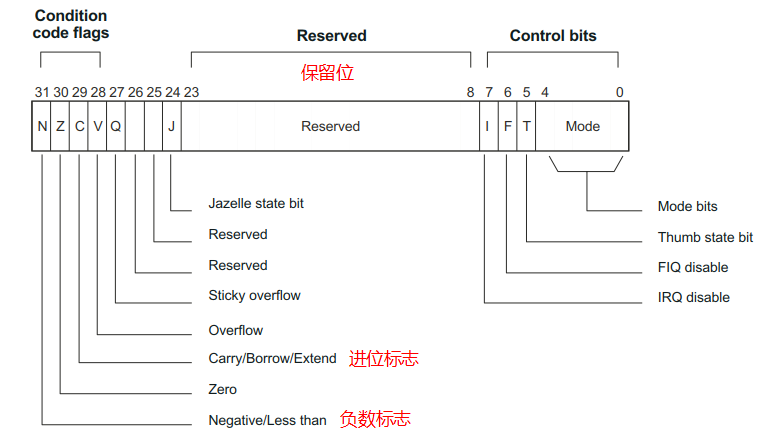 Condition
code flags
Reserved
Control bits
保留位
31 30 29 28 27 26 25 24 23 8 7 6 5 4 0
N Z C V Q J Reserved I F T Mode
Jazelle state bit
Mode bits
Reserved
Thumb state bit
Reserved
FIQ disable
Sticky overflow
IRQ disable
Overflow
Carry/Borrow/Extend 进位标志
Zero
Negative/Less than 负数标志